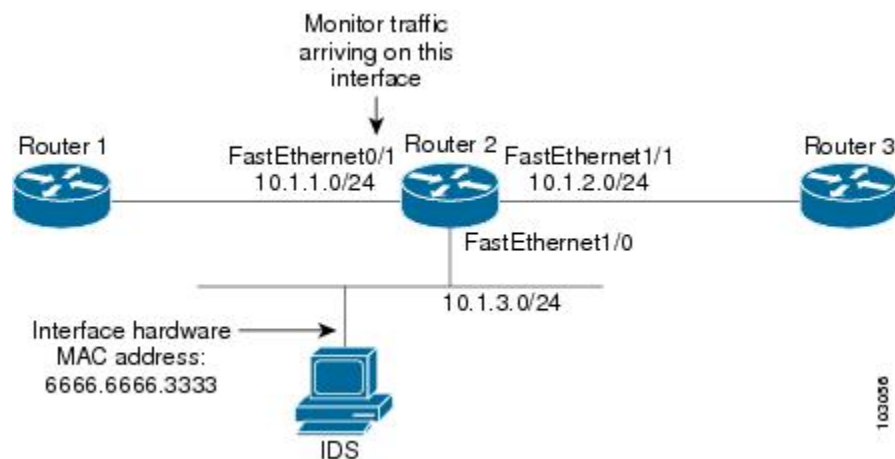 Monitor traffic
arriving on this
interface
Router 1
FastEthernet0/1
10.1.1.0/24
Router 2
FastEthernet1/1
10.1.2.0/24
Router 3
FastEthernet1/0
10.1.3.0/24
Interface hardware
MAC address:
6666.6666.3333
IDS
103056